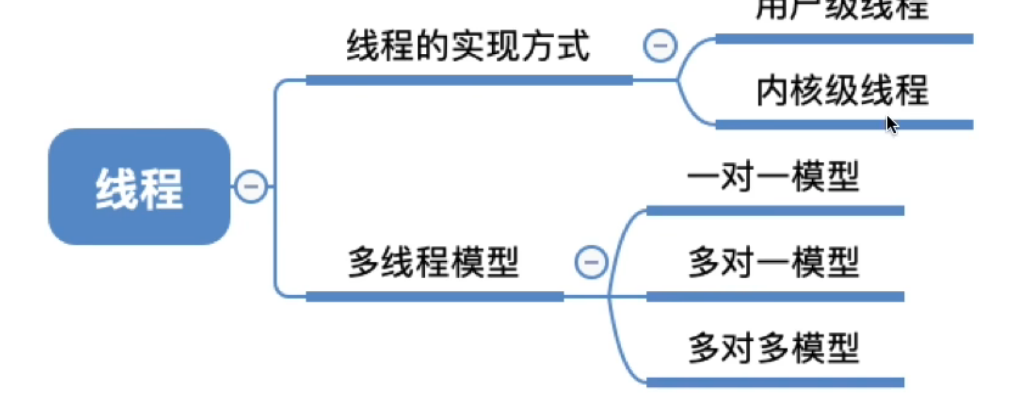 用户级线程
线程的实现方式
内核级线程
线程
一对一模型
多线程模型
多对一模型
多对多模型